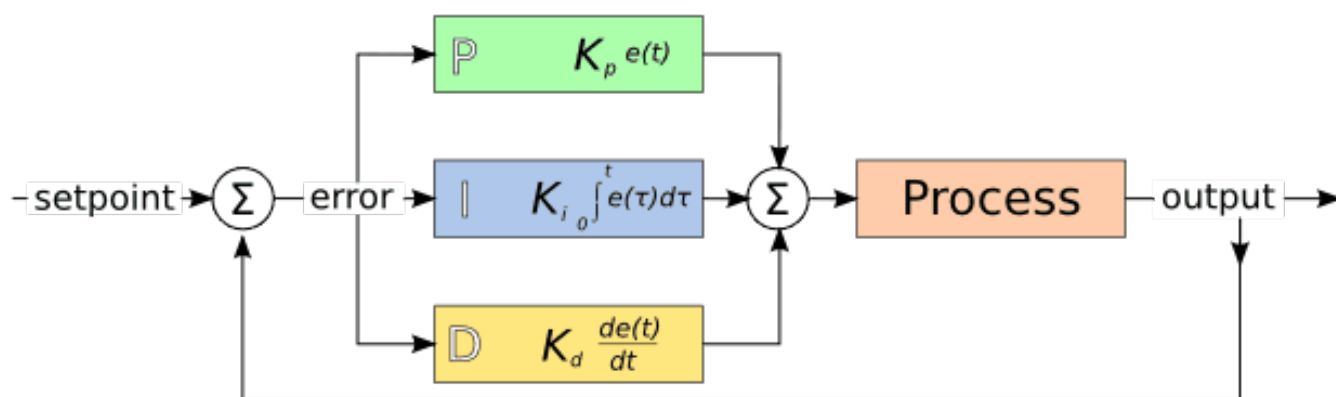 P K_p e(t)
setpoint Σ error I K_i ∫_0^t e(τ)dτ Σ Process output
D K_d de(t)/dt